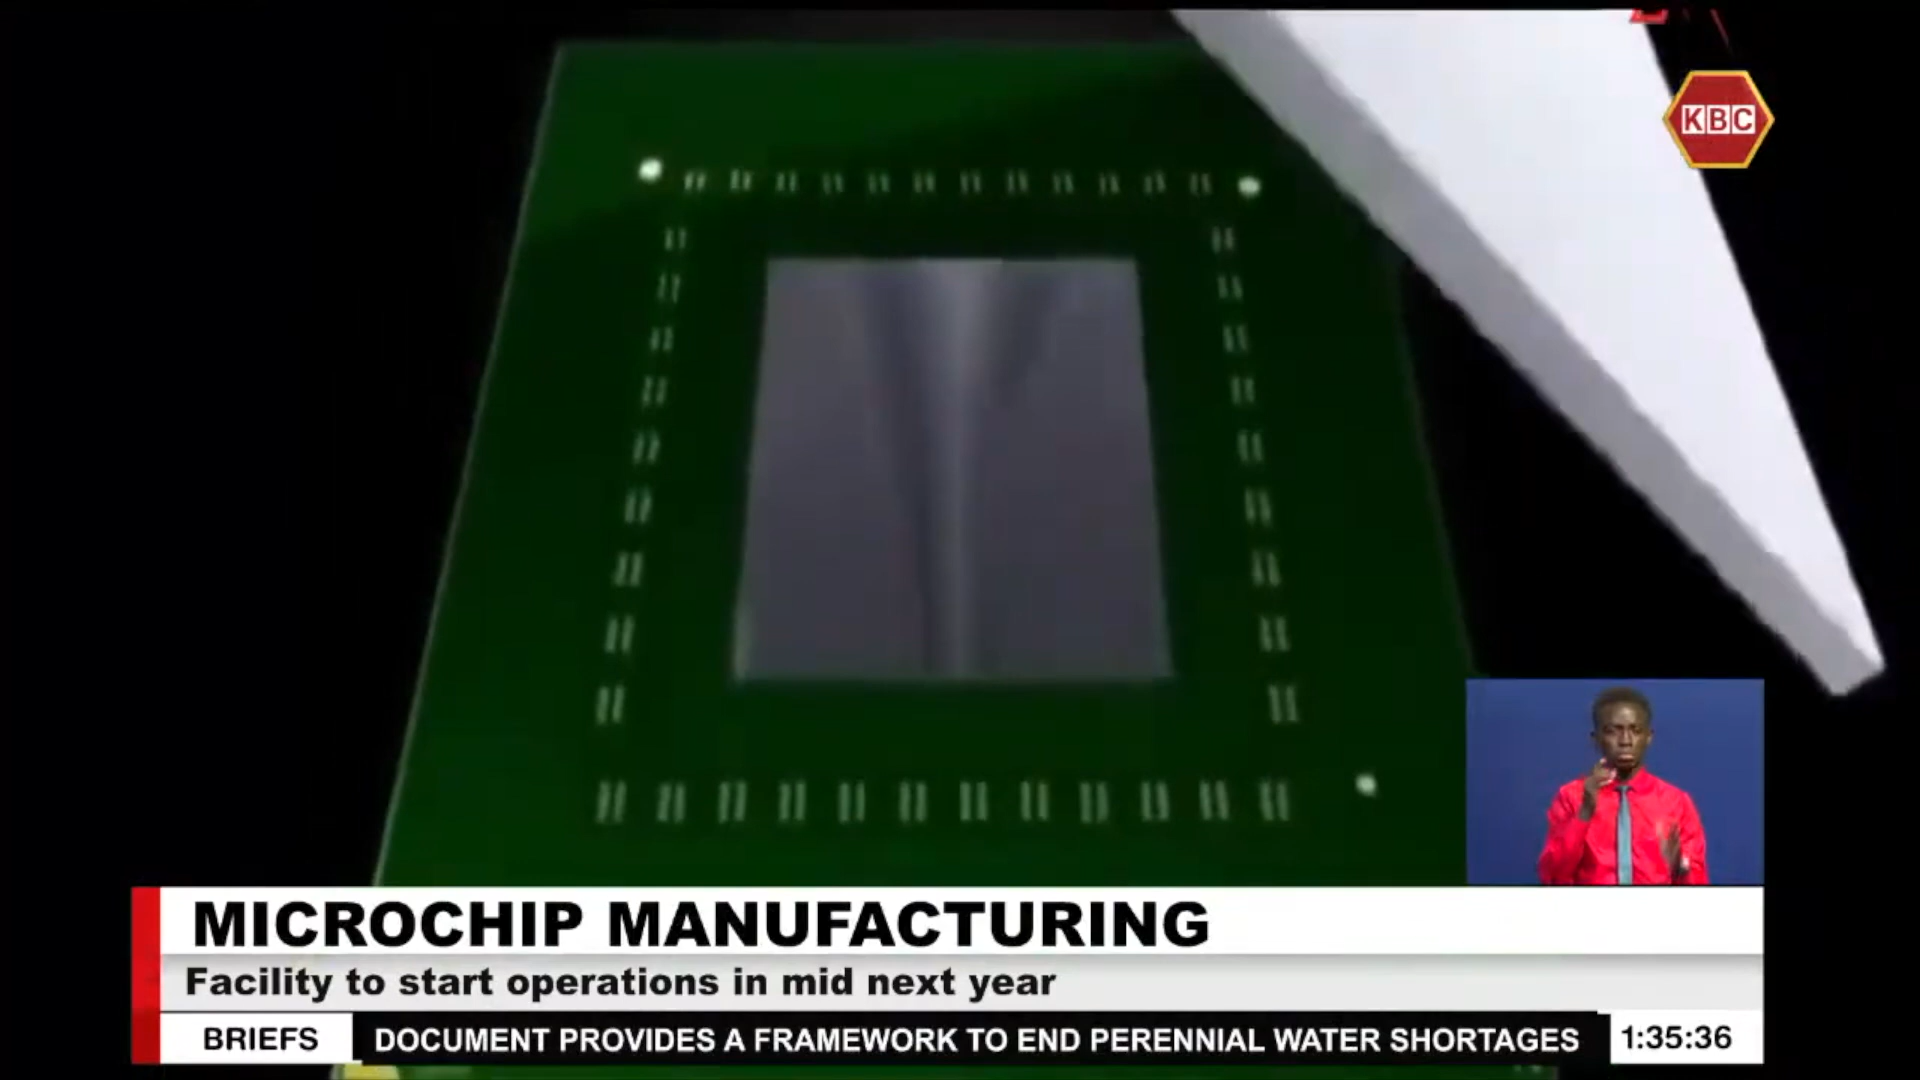 KBC
MICROCHIP MANUFACTURING
Facility to start operations in mid next year
BRIEFS
DOCUMENT PROVIDES A FRAMEWORK TO END PERENNIAL WATER SHORTAGES
1:35:36